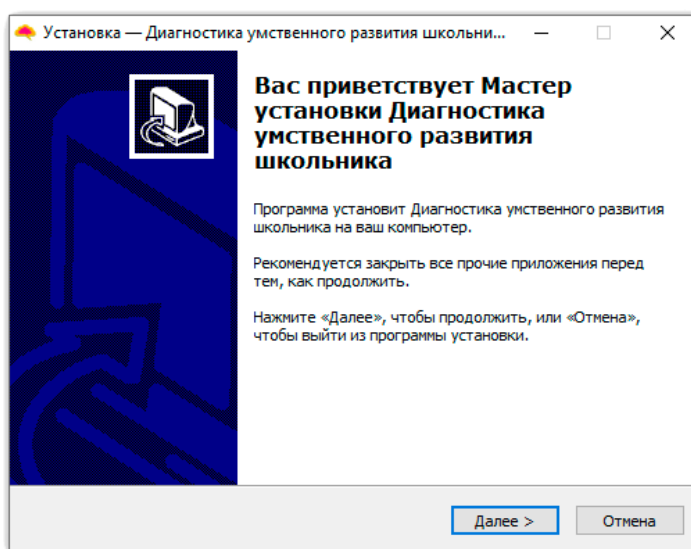 Установка — Диагностика умственного развития школьни...
Вас приветствует Мастер
установки Диагностика
умственного развития
школьника
Программа установит Диагностика умственного развития
школьника на ваш компьютер.
Рекомендуется закрыть все прочие приложения перед
тем, как продолжить.
Нажмите «Далее», чтобы продолжить, или «Отмена»,
чтобы выйти из программы установки.
Далее >
Отмена